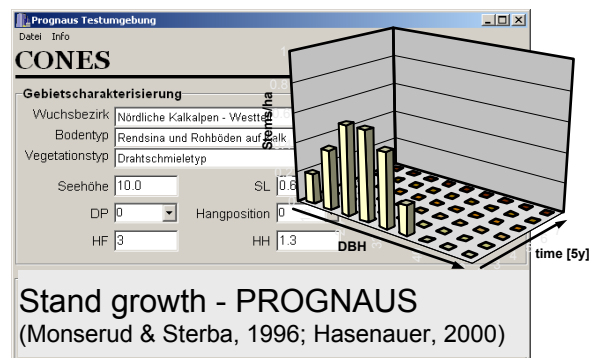 Prognaus Testumgebung
Datei Info
CONES
Gebietscharakterisierung
Wuchsbezirk Nördliche Kalkalpen - Westte
Bodentyp Rendsina und Rohböden auf
Vegetationstyp Drahtschmieletyp
Seehöhe 10.0 SL 0.6
DP 0 Hangposition 0
HF 3 HH 1.3
Stems/ha
DBH
time [5y]
Stand growth - PROGNAUS
(Monserud & Sterba, 1996; Hasenauer, 2000)